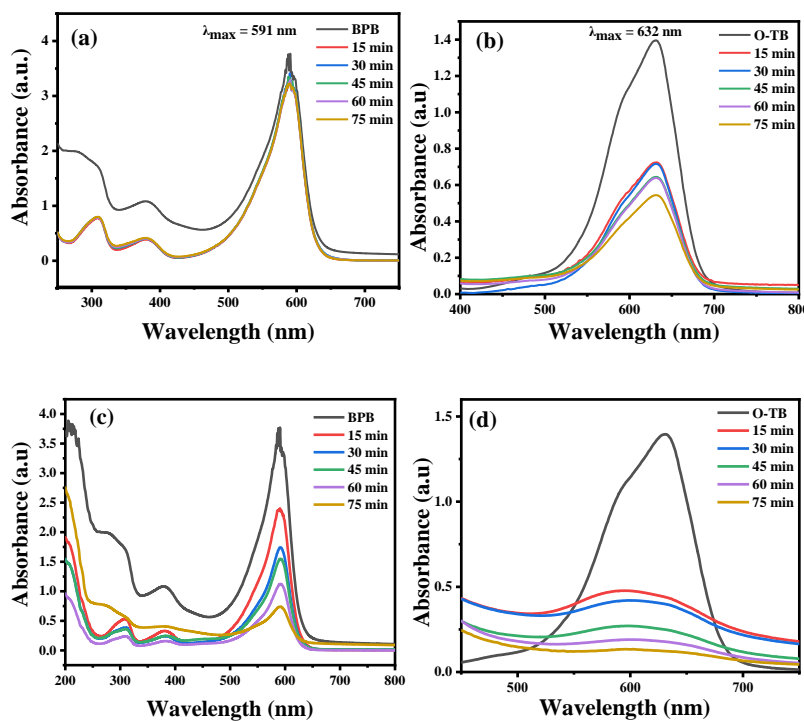 (a)
λmax = 591 nm
BPB
15 min
30 min
45 min
60 min
75 min
Absorbance (a.u.)
4
3
2
1
0
300
400
500
600
700
Wavelength (nm)
(b)
λmax = 632 nm
O-TB
15 min
30 min
45 min
60 min
75 min
Absorbance (a.u)
1.4
1.2
1.0
0.8
0.6
0.4
0.2
0.0
400
500
600
700
800
Wavelength (nm)
(c)
BPB
15 min
30 min
45 min
60 min
75 min
Absorbance (a.u)
4.0
3.5
3.0
2.5
2.0
1.5
1.0
0.5
0.0
200
300
400
500
600
700
800
Wavelength (nm)
(d)
O-TB
15 min
30 min
45 min
60 min
75 min
Absorbance (a.u)
1.5
1.0
0.5
0.0
500
600
700
Wavelength (nm)